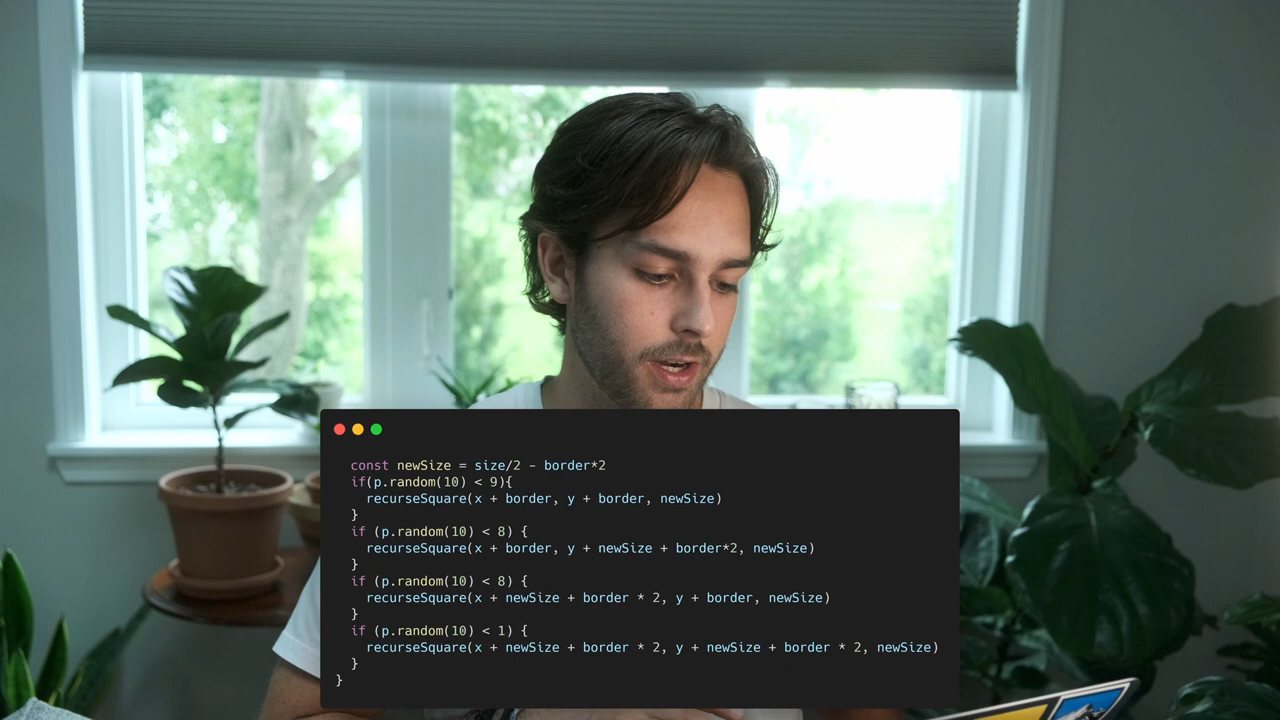 const newSize = size/2 - border*2
if(p.random(10) < 9){
recurseSquare(x + border, y + border, newSize)
}
if (p.random(10) < 8) {
recurseSquare(x + border, y + newSize + border*2, newSize)
}
if (p.random(10) < 8) {
recurseSquare(x + newSize + border * 2, y + border, newSize)
}
if (p.random(10) < 1) {
recurseSquare(x + newSize + border * 2, y + newSize + border * 2, newSize)
}
}